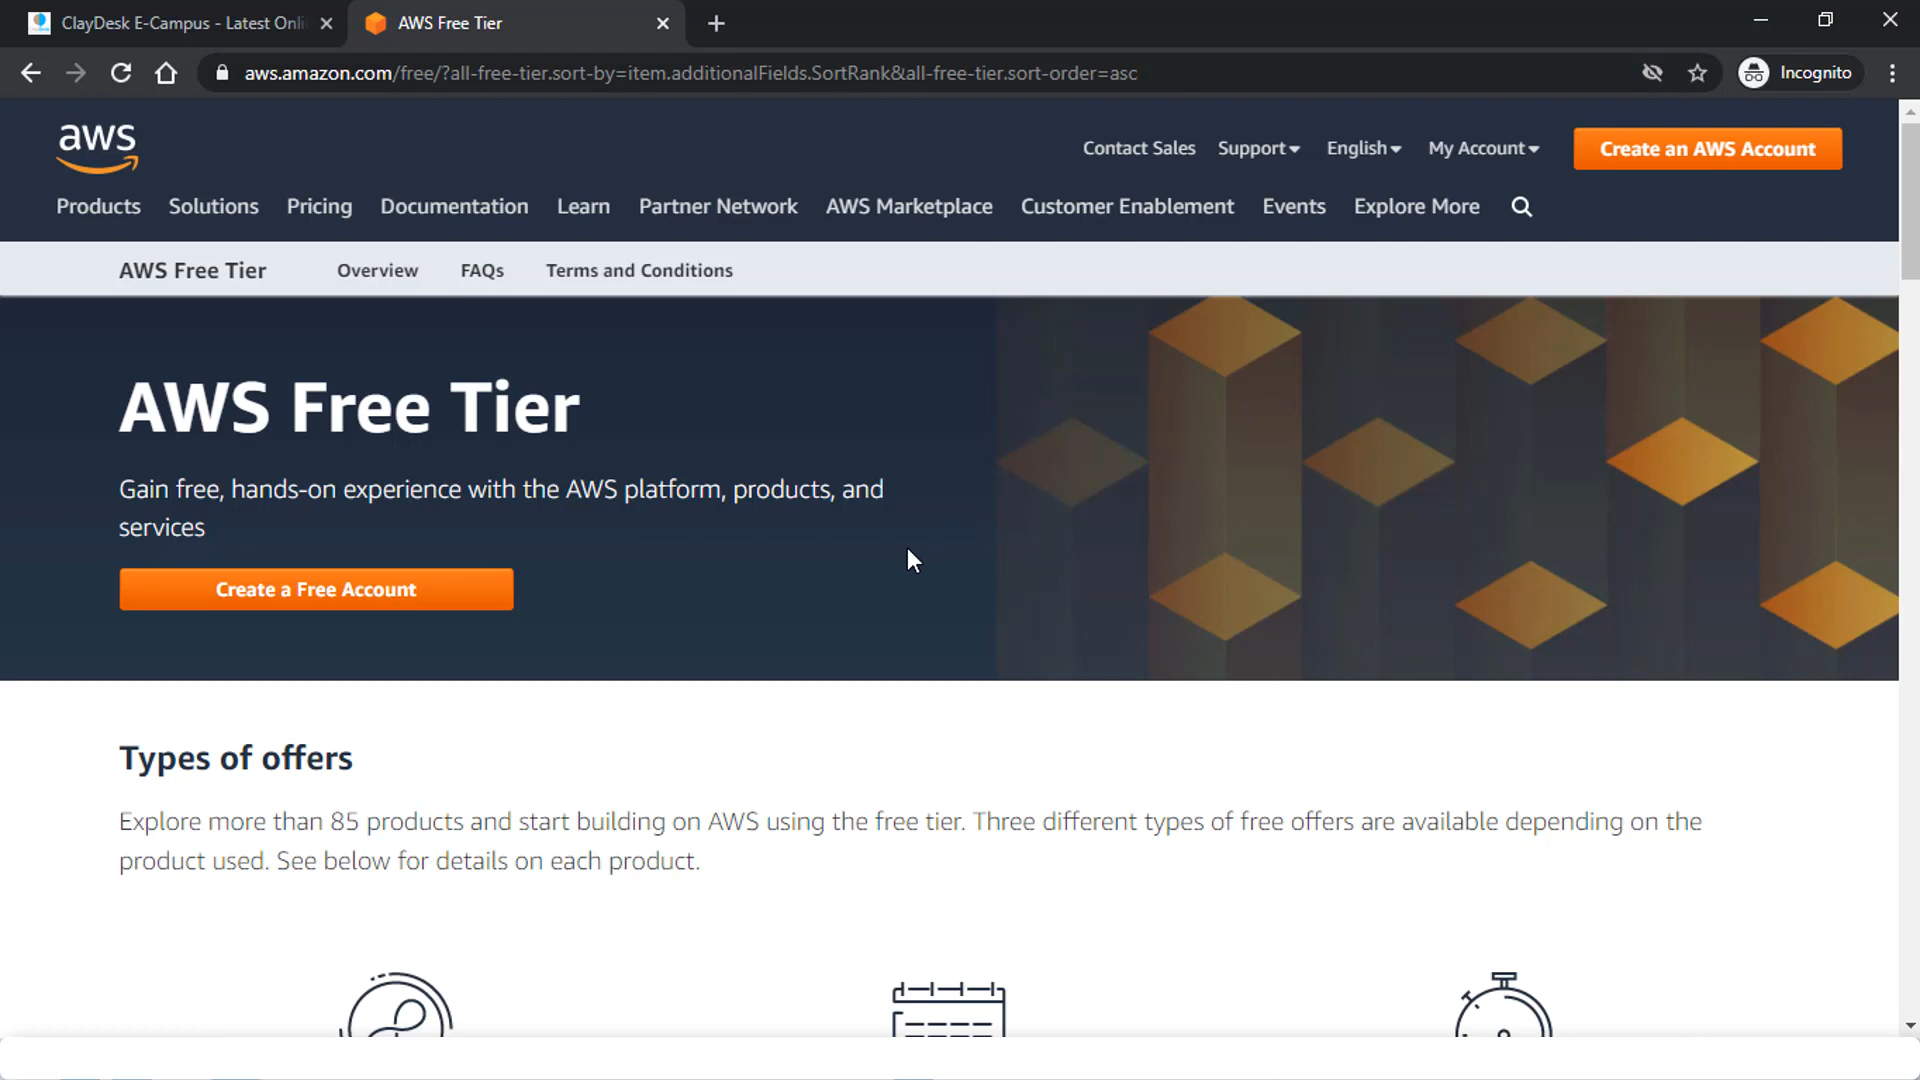 ClayDesk E-Campus - Latest Onli
AWS Free Tier
aws.amazon.com/free/?all-free-tier.sort-by=item.additionalFields.SortRank&all-free-tier.sort-order=asc
Incognito
aws
Contact Sales Support English My Account Create an AWS Account
Products Solutions Pricing Documentation Learn Partner Network AWS Marketplace Customer Enablement Events Explore More
AWS Free Tier Overview FAQs Terms and Conditions
AWS Free Tier
Gain free, hands-on experience with the AWS platform, products, and
services
Create a Free Account
Types of offers
Explore more than 85 products and start building on AWS using the free tier. Three different types of free offers are available depending on the
product used. See below for details on each product.